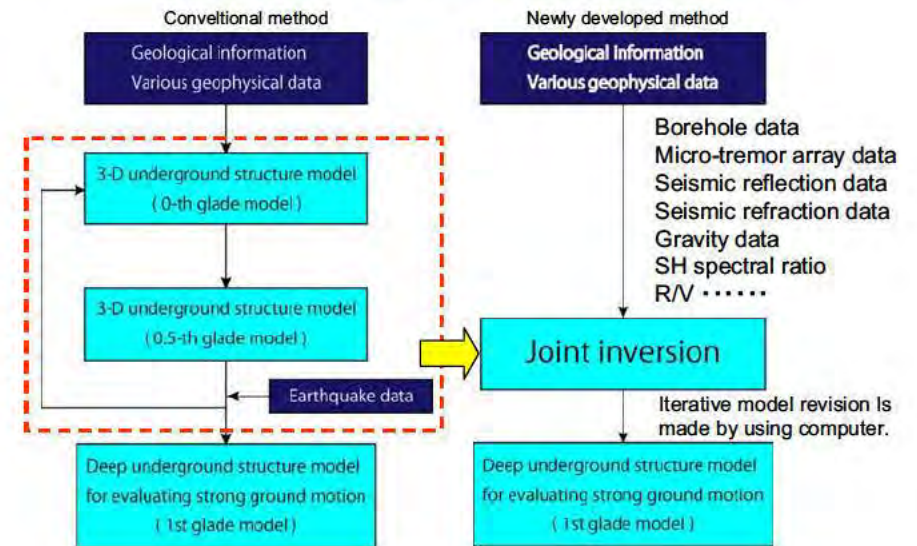 Conveltional method
Geological information
Various geophysical data
3-D underground structure model
( 0-th glade model )
3-D underground structure model
( 0.5-th glade model )
Earthquake data
Deep underground structure model
for evaluating strong ground motion
( 1st glade model )
Newly developed method
Geological information
Various geophysical data
Borehole data
Micro-tremor array data
Seismic reflection data
Seismic refraction data
Gravity data
SH spectral ratio
R/V ······
Joint inversion
Iterative model revision Is
made by using computer.
Deep underground structure model
for evaluating strong ground motion
( 1st glade model )